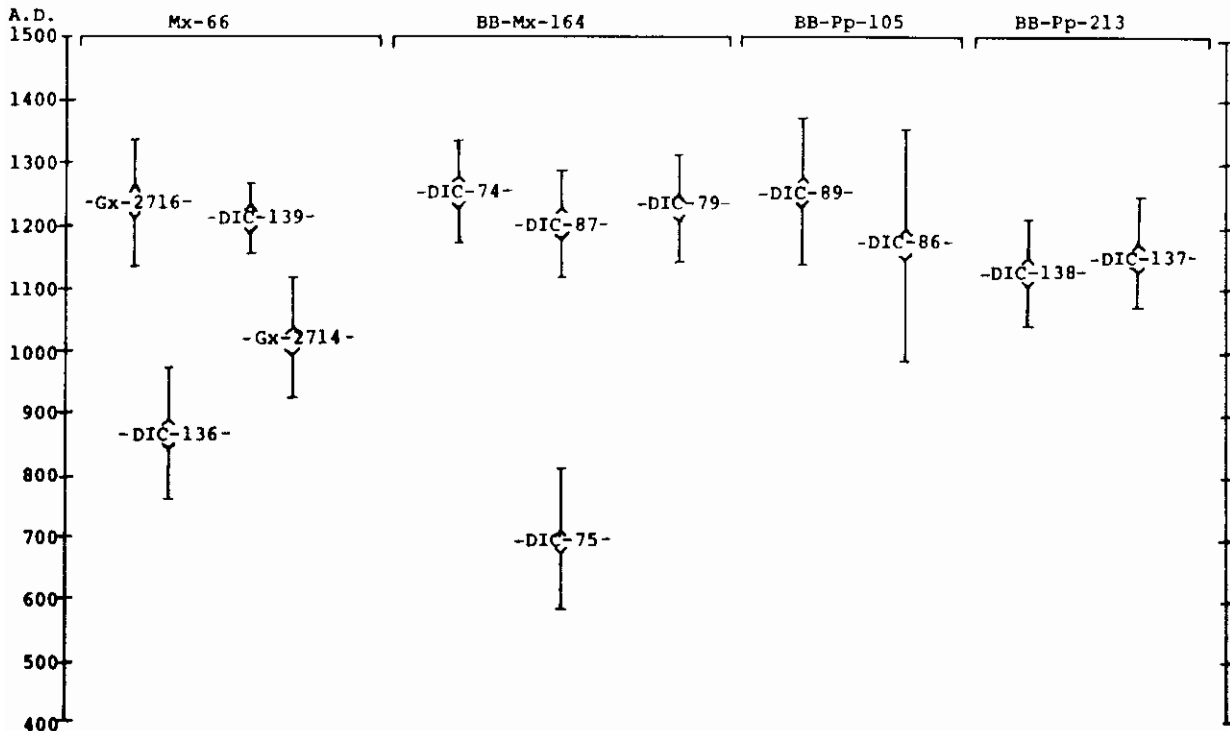 A.D.
Mx-66 BB-Mx-164 BB-Pp-105 BB-Pp-213
1500
1400
1300
-Gx-2716- -DIC-139- -DIC-74- -DIC-87- -DIC-79- -DIC-89-
1200
-DIC-86- -DIC-138- -DIC-137-
1100
-Gx-2714-
1000
900
-DIC-136-
800
700
-DIC-75-
600
500
400